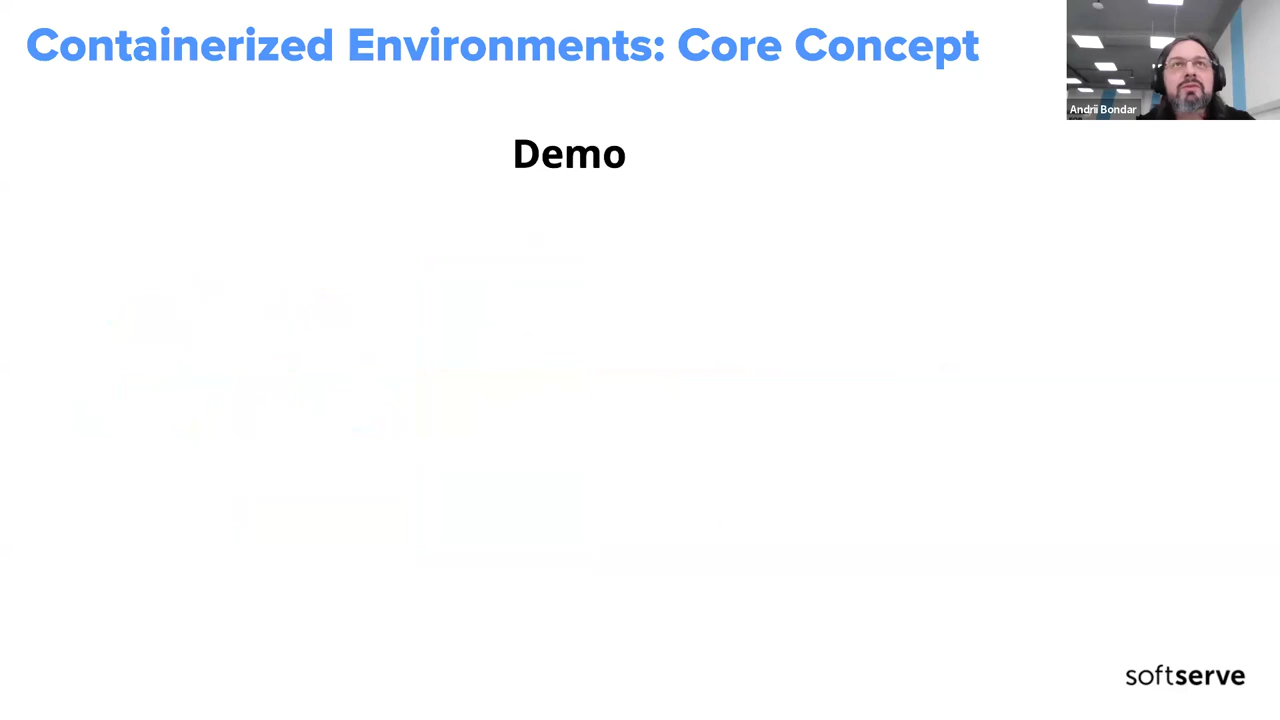 Containerized Environments: Core Concept
Andrii Bondar
Demo
softserve